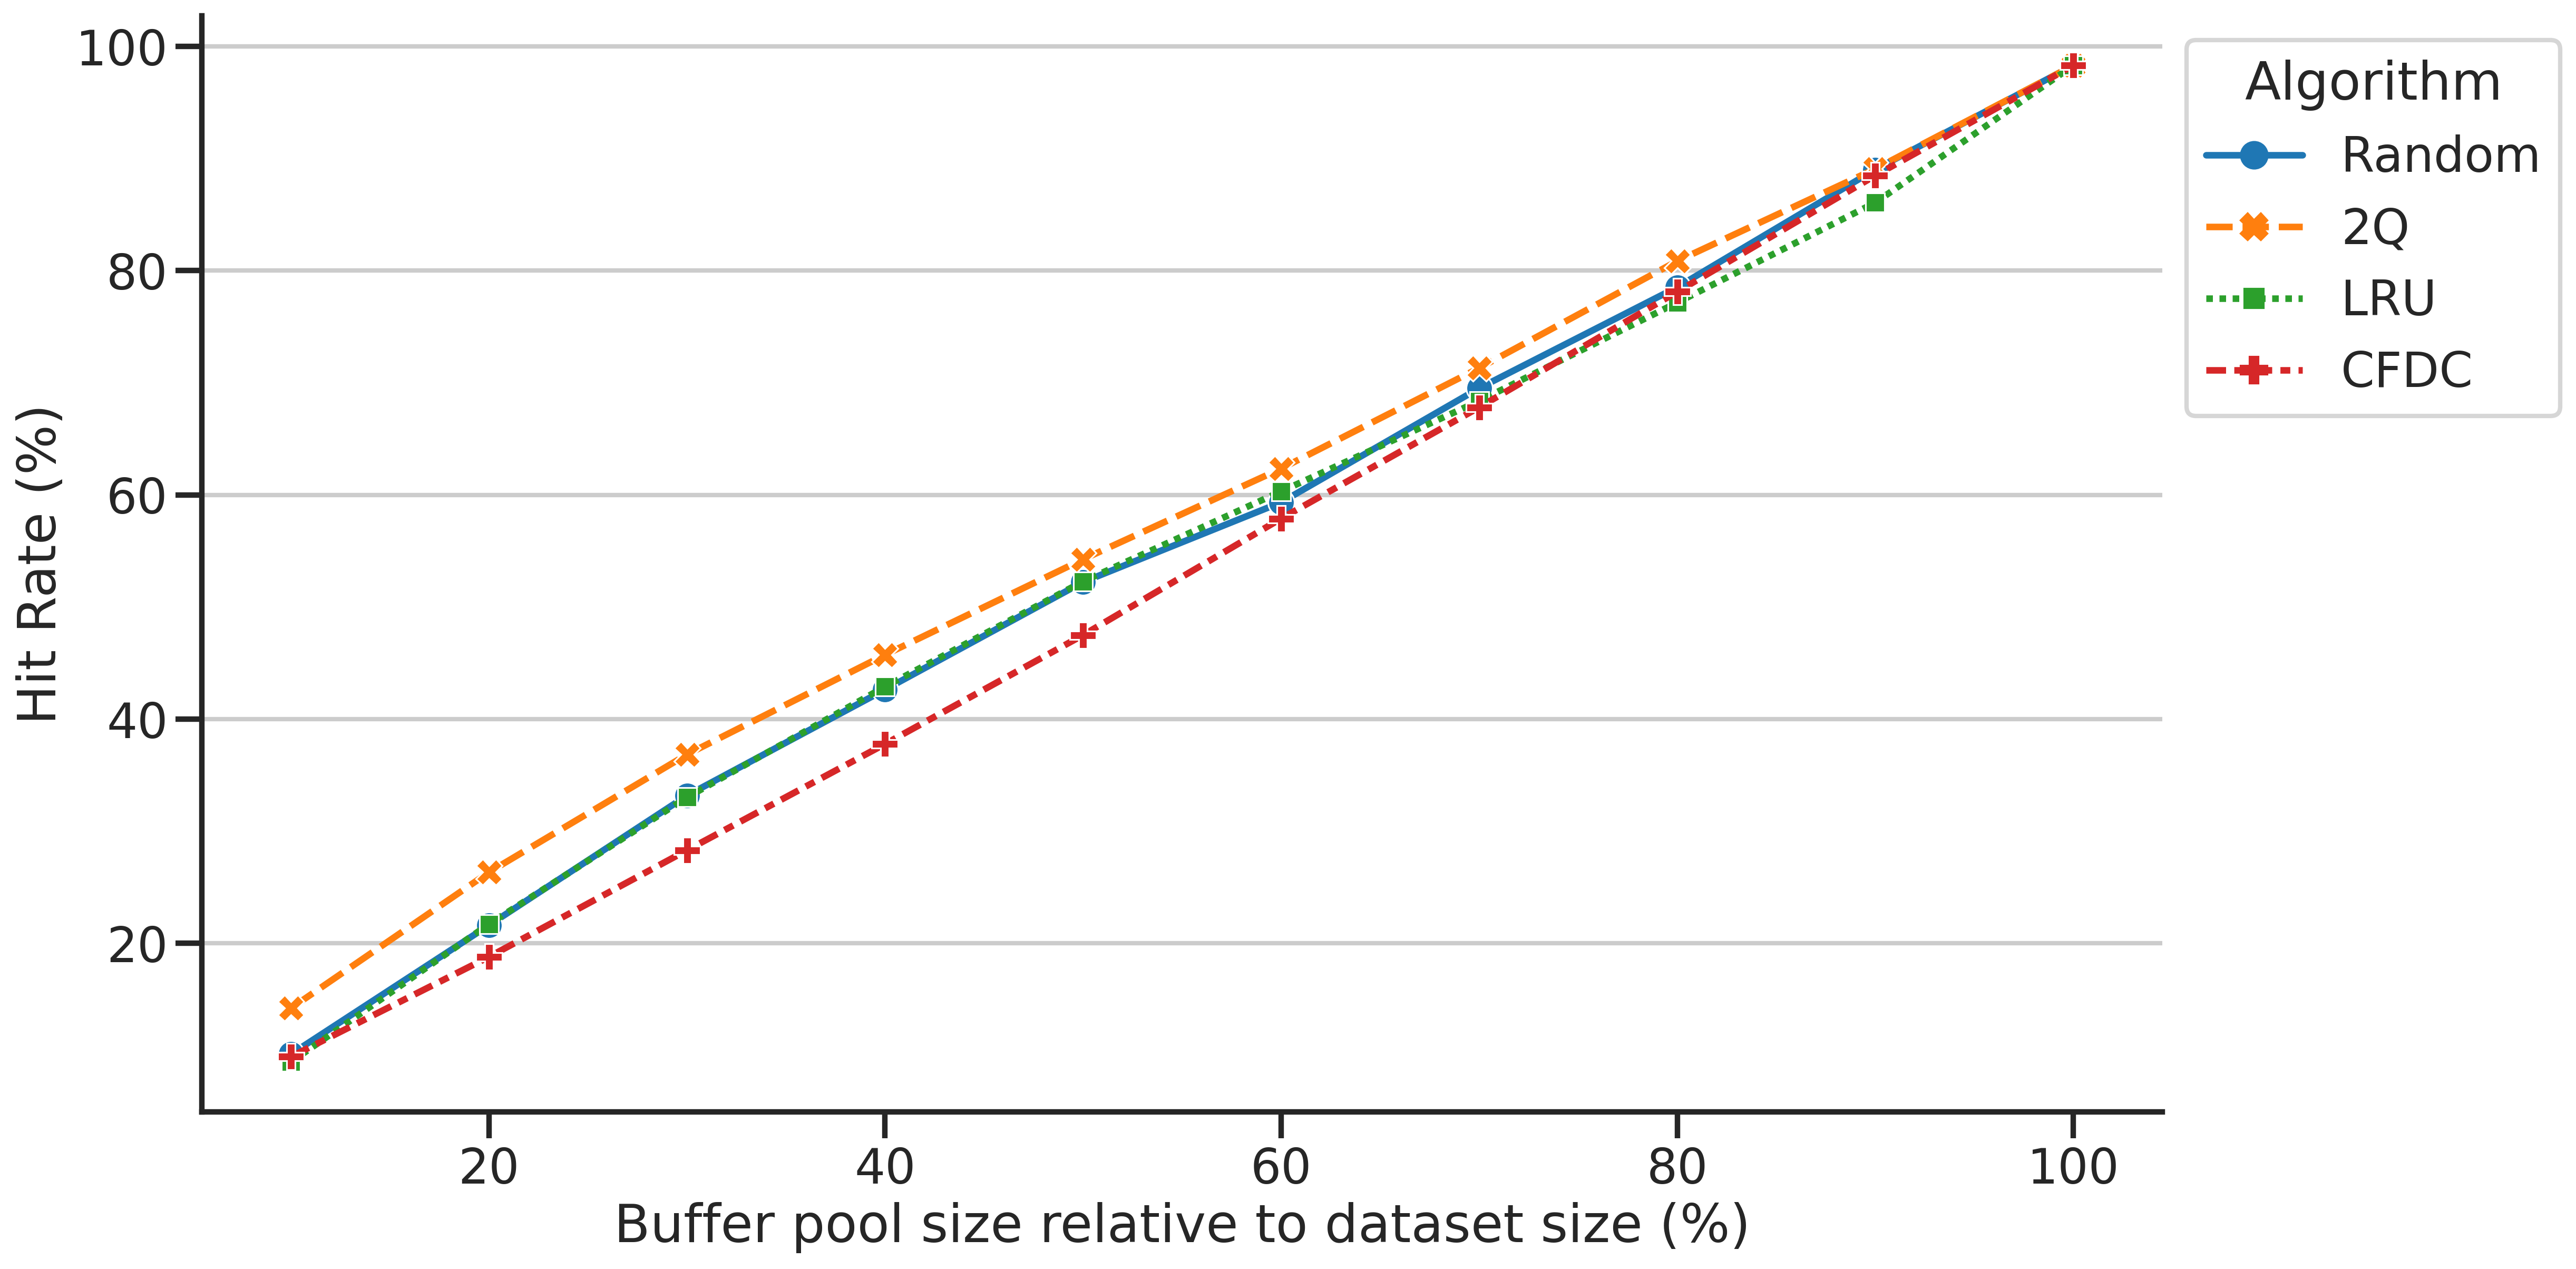 100
80
60
40
20
Hit Rate (%)
20 40 60 80 100
Buffer pool size relative to dataset size (%)
Algorithm
Random
2Q
LRU
CFDC